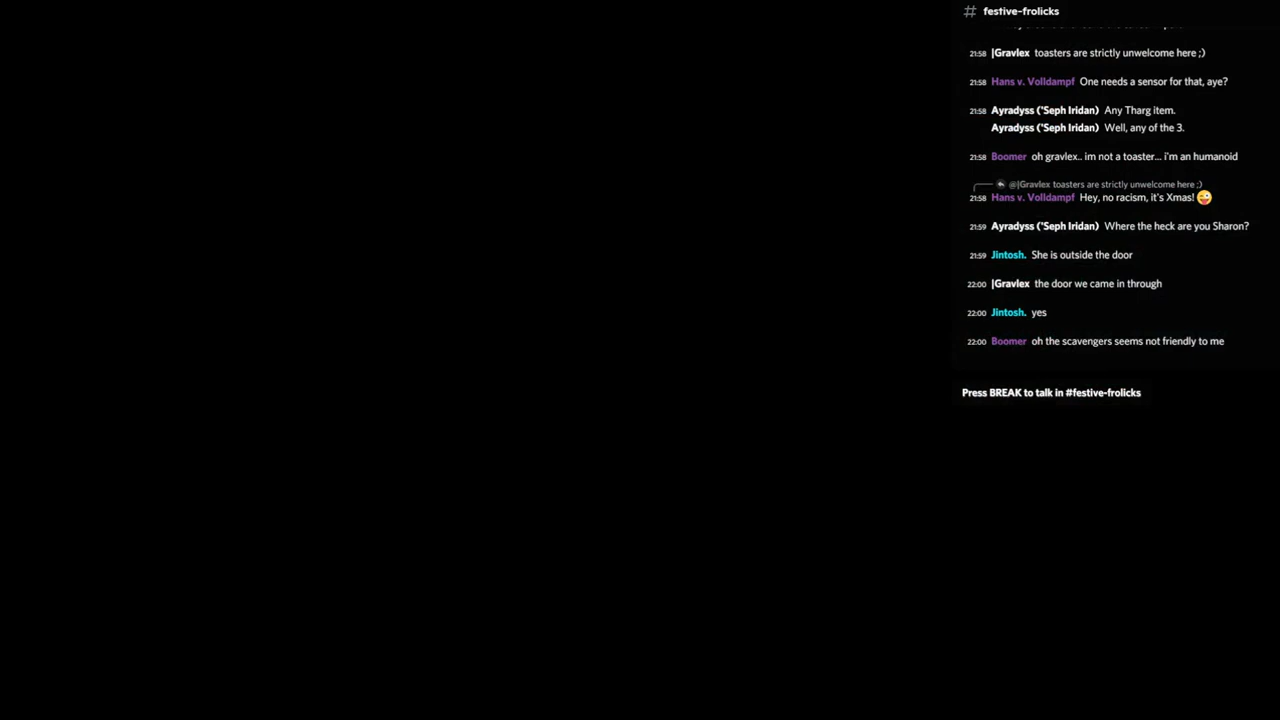 festive-frolicks
21:58 |Gravlex toasters are strictly unwelcome here ;)
21:58 Hans v. Volldampf One needs a sensor for that, aye?
21:58 Ayradyss ('Seph Iridan) Any Tharg item.
Ayradyss ('Seph Iridan) Well, any of the 3.
21:58 Boomer oh gravlex.. im not a toaster... i'm an humanoid
@|Gravlex toasters are strictly unwelcome here ;)
21:58 Hans v. Volldampf Hey, no racism, it's Xmas! 😜
21:59 Ayradyss ('Seph Iridan) Where the heck are you Sharon?
21:59 Jintosh. She is outside the door
22:00 |Gravlex the door we came in through
22:00 Jintosh. yes
22:00 Boomer oh the scavengers seems not friendly to me
Press BREAK to talk in #festive-frolicks